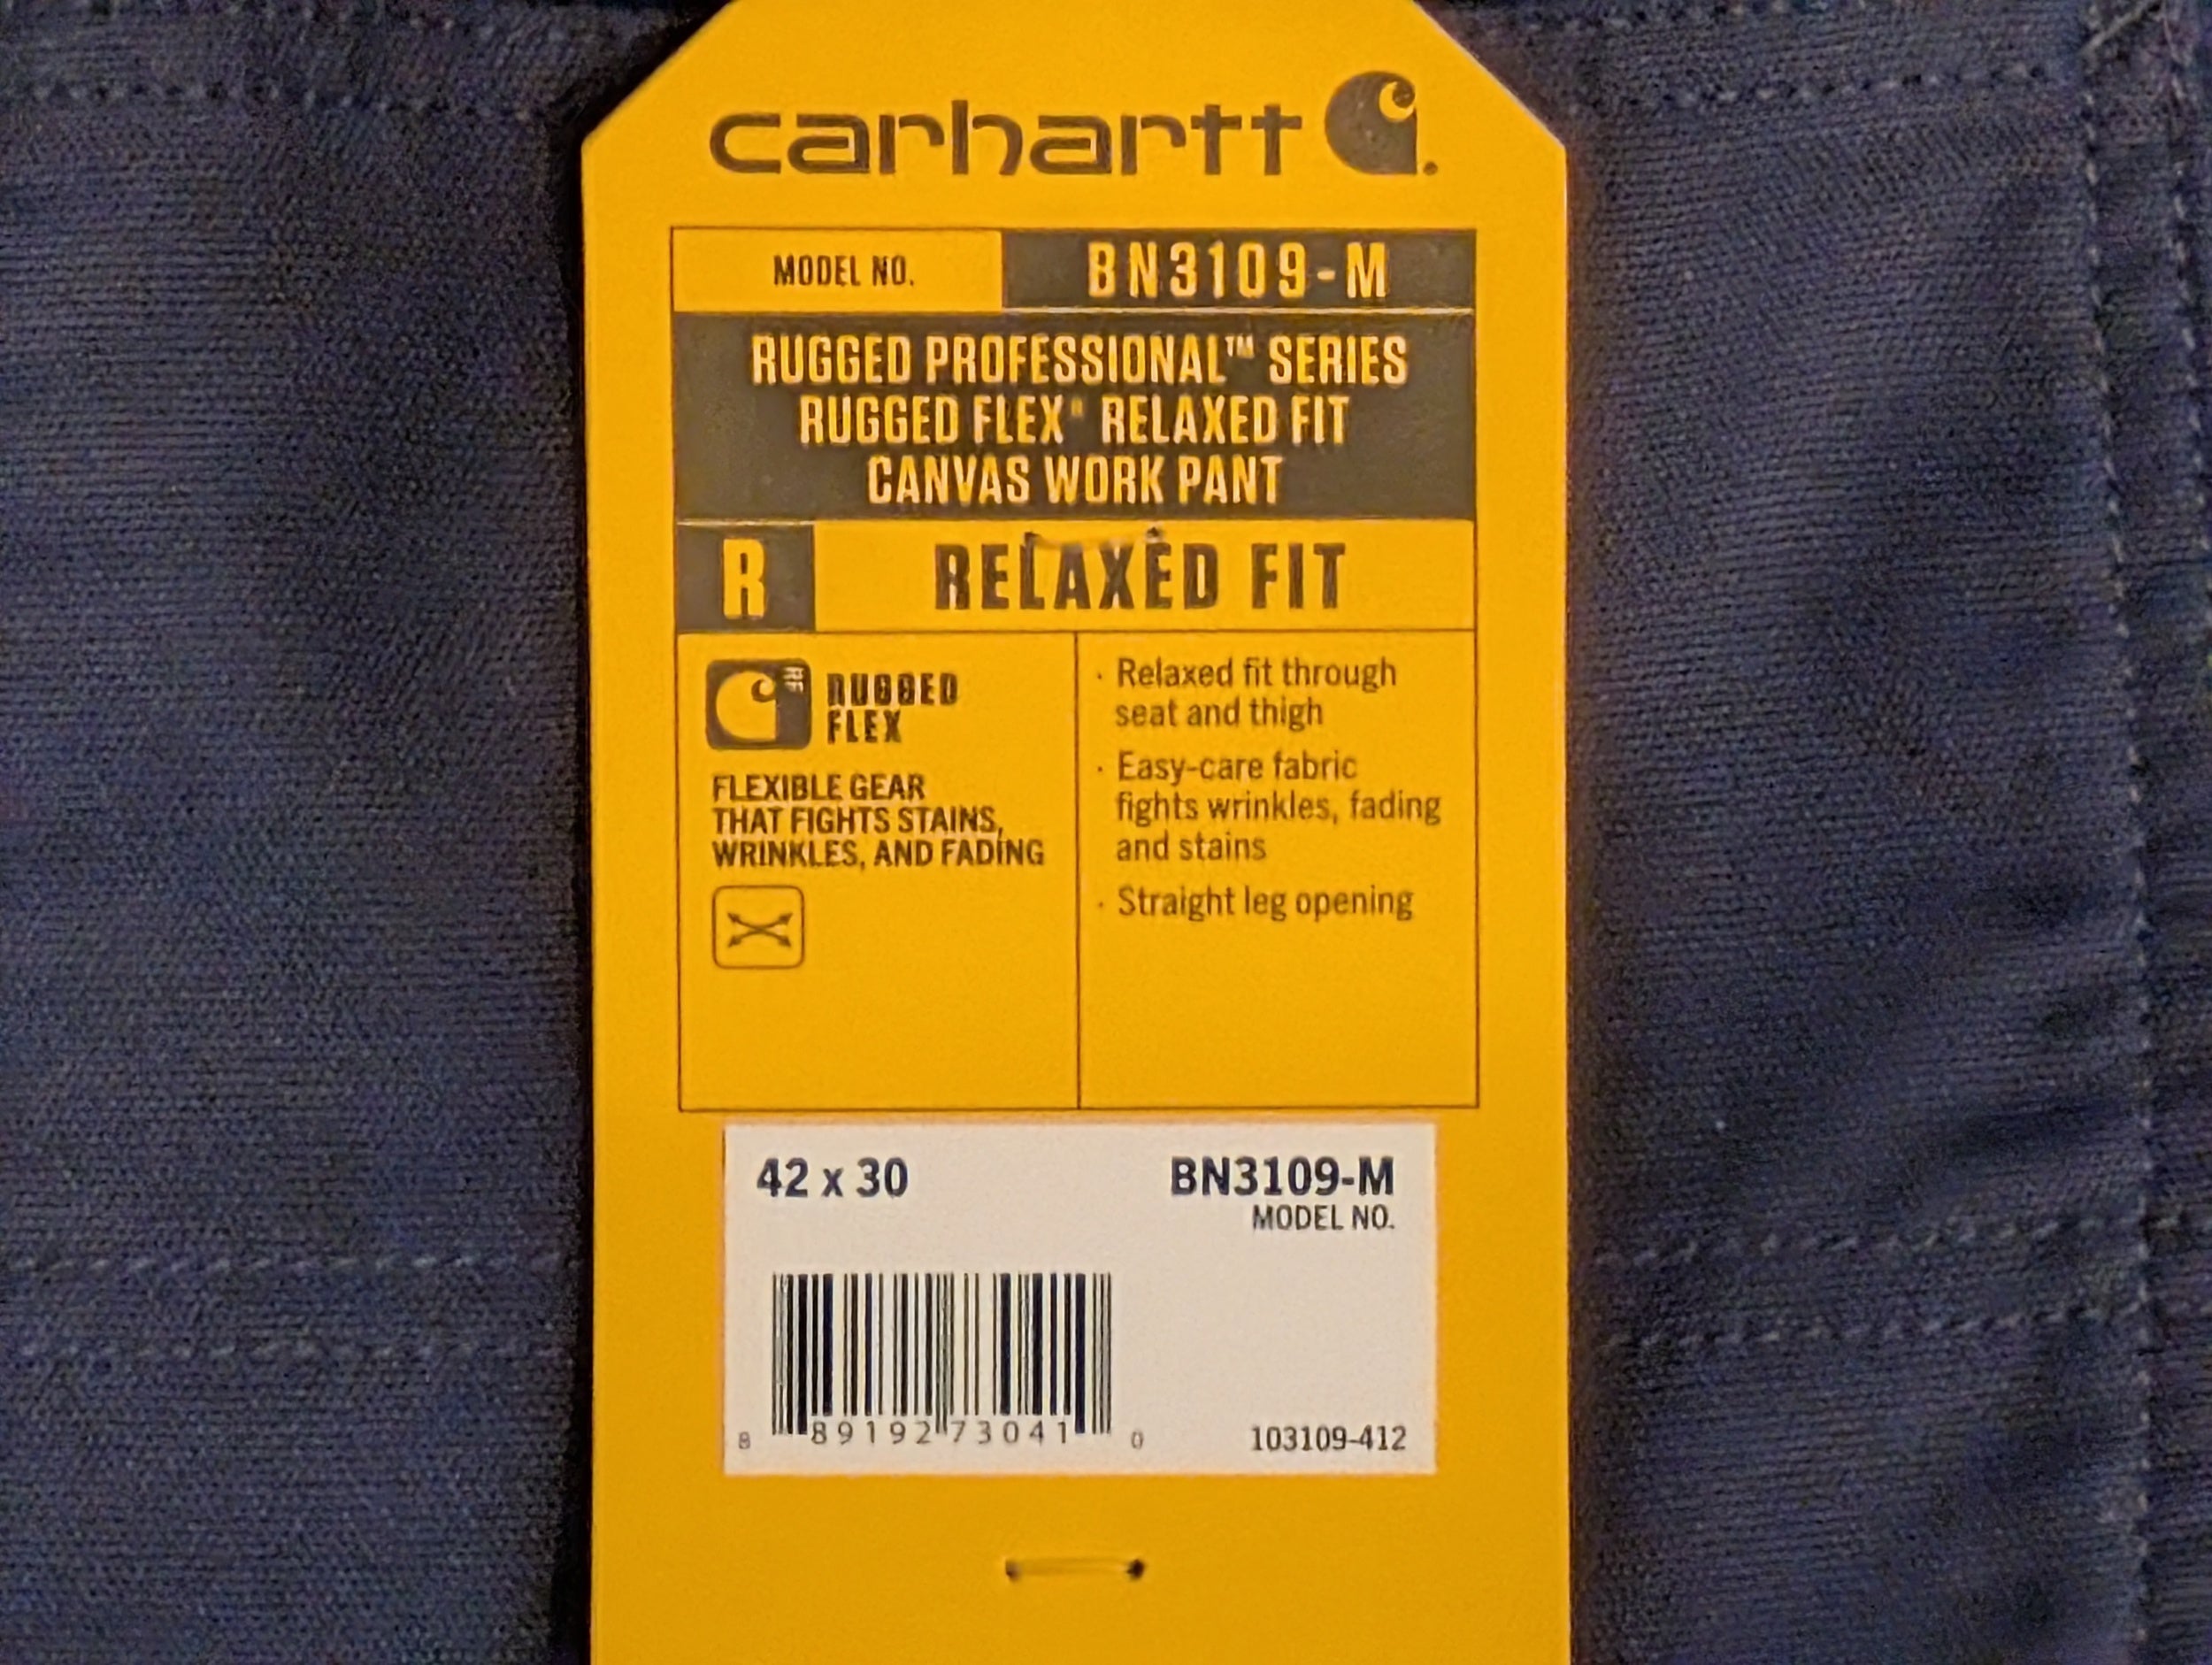 carhartt
MODEL NO. BN3109-M
RUGGED PROFESSIONAL™ SERIES
RUGGED FLEX® RELAXED FIT
CANVAS WORK PANT
R RELAXED FIT
RF
RUGGED
FLEX
FLEXIBLE GEAR
THAT FIGHTS STAINS,
WRINKLES, AND FADING
· Relaxed fit through
seat and thigh
· Easy-care fabric
fights wrinkles, fading
and stains
· Straight leg opening
42 x 30 BN3109-M
MODEL NO.
8 89192 73041 0
103109-412